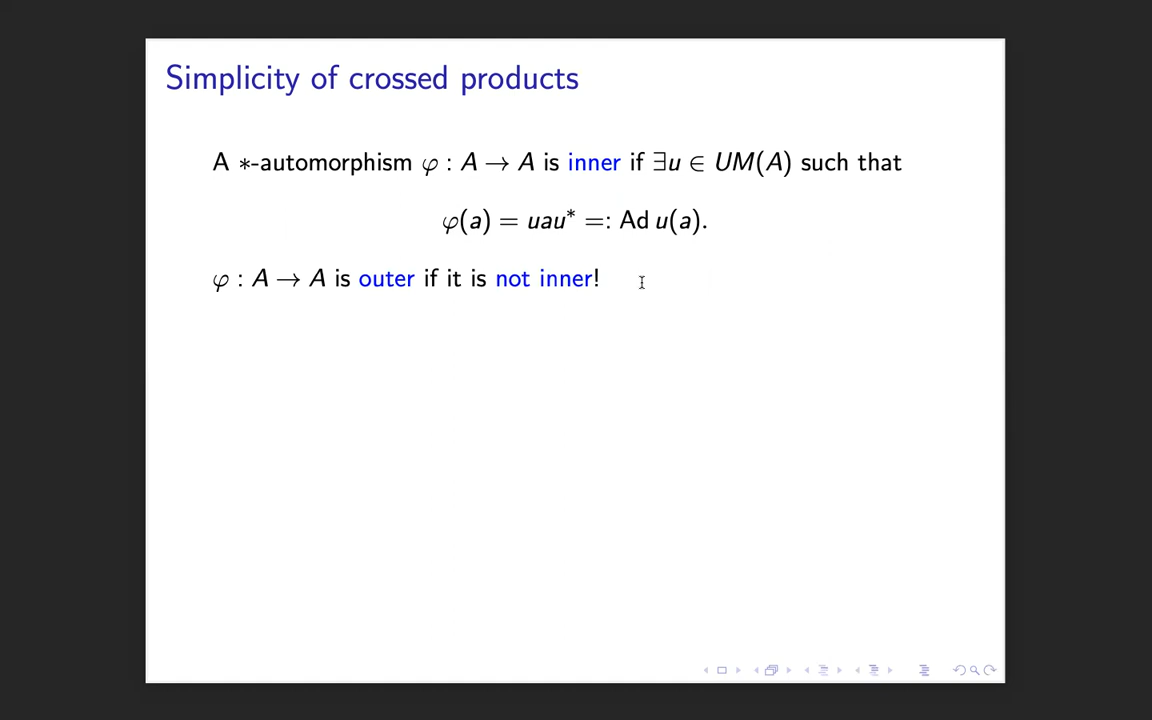 Simplicity of crossed products
A ∗-automorphism φ : A → A is inner if ∃u ∈ UM(A) such that
φ(a) = uau* =: Ad u(a).
φ : A → A is outer if it is not inner!